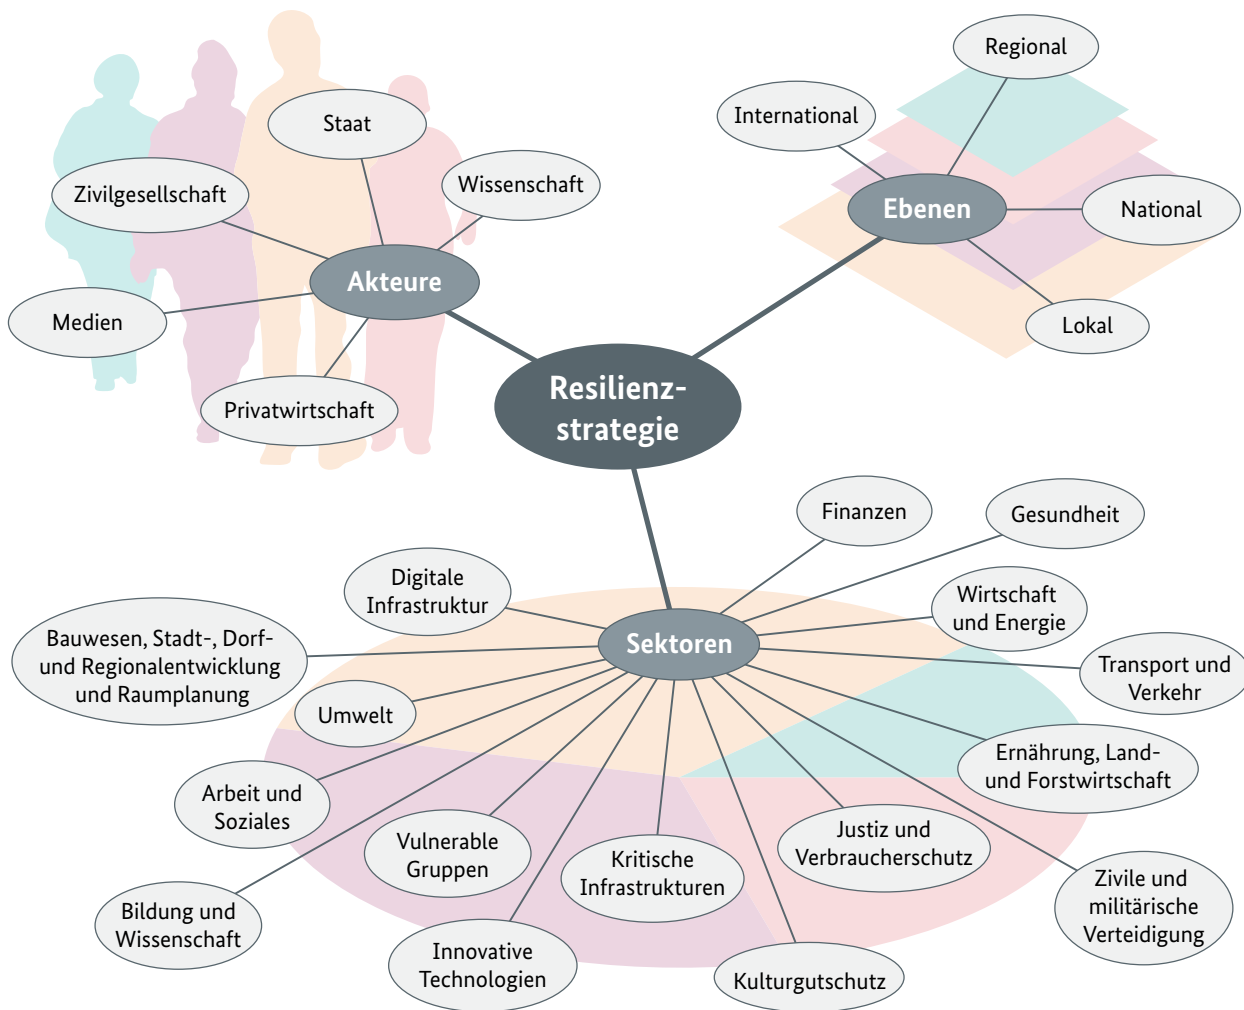 Regional
International
Staat
Wissenschaft
Zivilgesellschaft
Ebenen
National
Akteure
Medien
Lokal
Privatwirtschaft
Resilienz-
strategie
Finanzen
Gesundheit
Digitale
Infrastruktur
Wirtschaft
und Energie
Bauwesen, Stadt-, Dorf-
und Regionalentwicklung
und Raumplanung
Sektoren
Transport und
Verkehr
Umwelt
Ernährung, Land-
und Forstwirtschaft
Arbeit und
Soziales
Vulnerable
Gruppen
Kritische
Infrastrukturen
Justiz und
Verbraucherschutz
Zivile und
militärische
Verteidigung
Bildung und
Wissenschaft
Innovative
Technologien
Kulturgutschutz